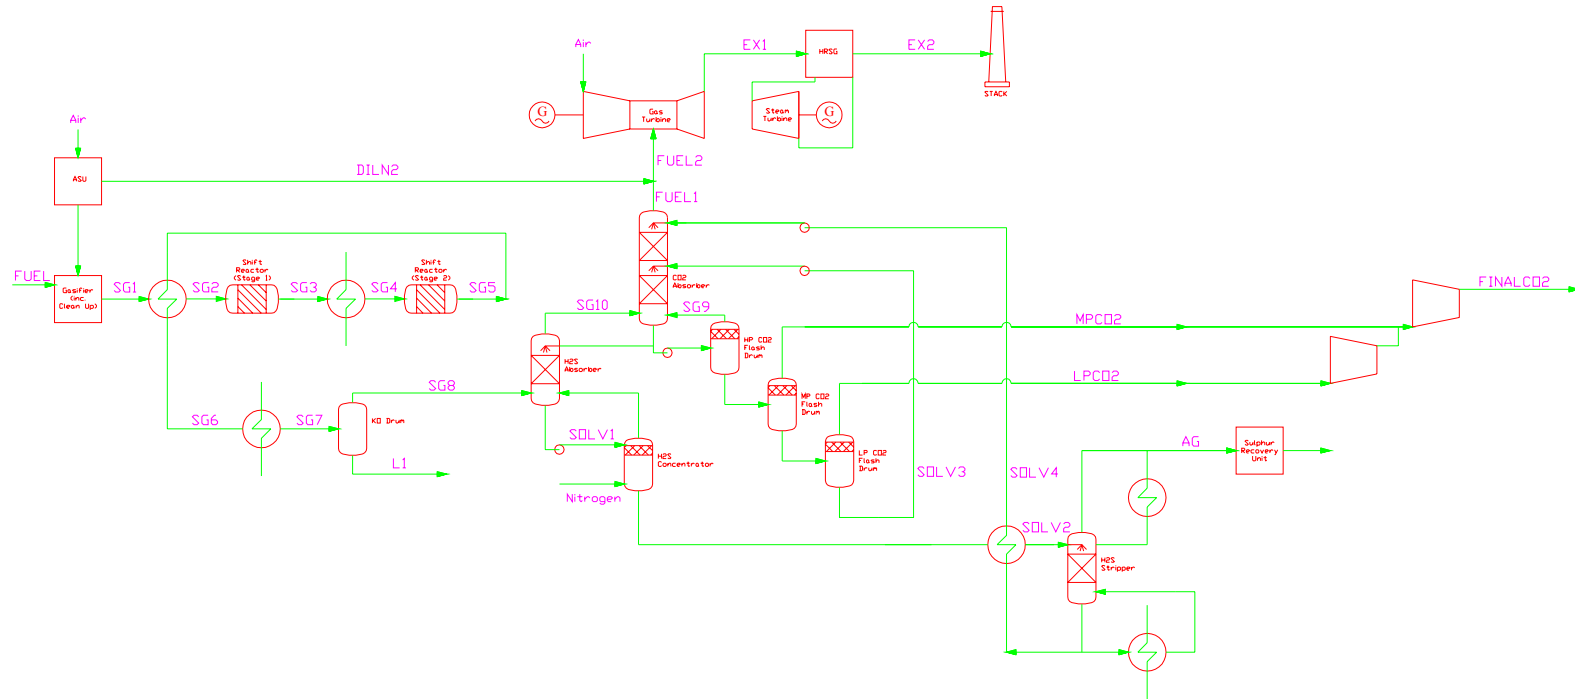 Air
EX1
HRSG
EX2
STACK
G
Gas
Turbine
Steam
Turbine
G
Air
ASU
DILN2
FUEL2
FUEL1
FUEL
Gasifier
(inc.
Clean Up)
SG1
SG2
Shift
Reactor
(Stage 1)
SG3
SG4
Shift
Reactor
(Stage 2)
SG5
CO2
Absorber
SG10
SG9
HP CO2
Flash
Drum
MPCO2
FINALCO2
LPCO2
H2S
Absorber
MP CO2
Flash
Drum
SG6
SG7
SG8
KO Drum
L1
SOLV1
H2S
Concentrator
Nitrogen
LP CO2
Flash
Drum
SOLV3
SOLV4
SOLV2
AG
Sulphur
Recovery
Unit
H2S
Stripper